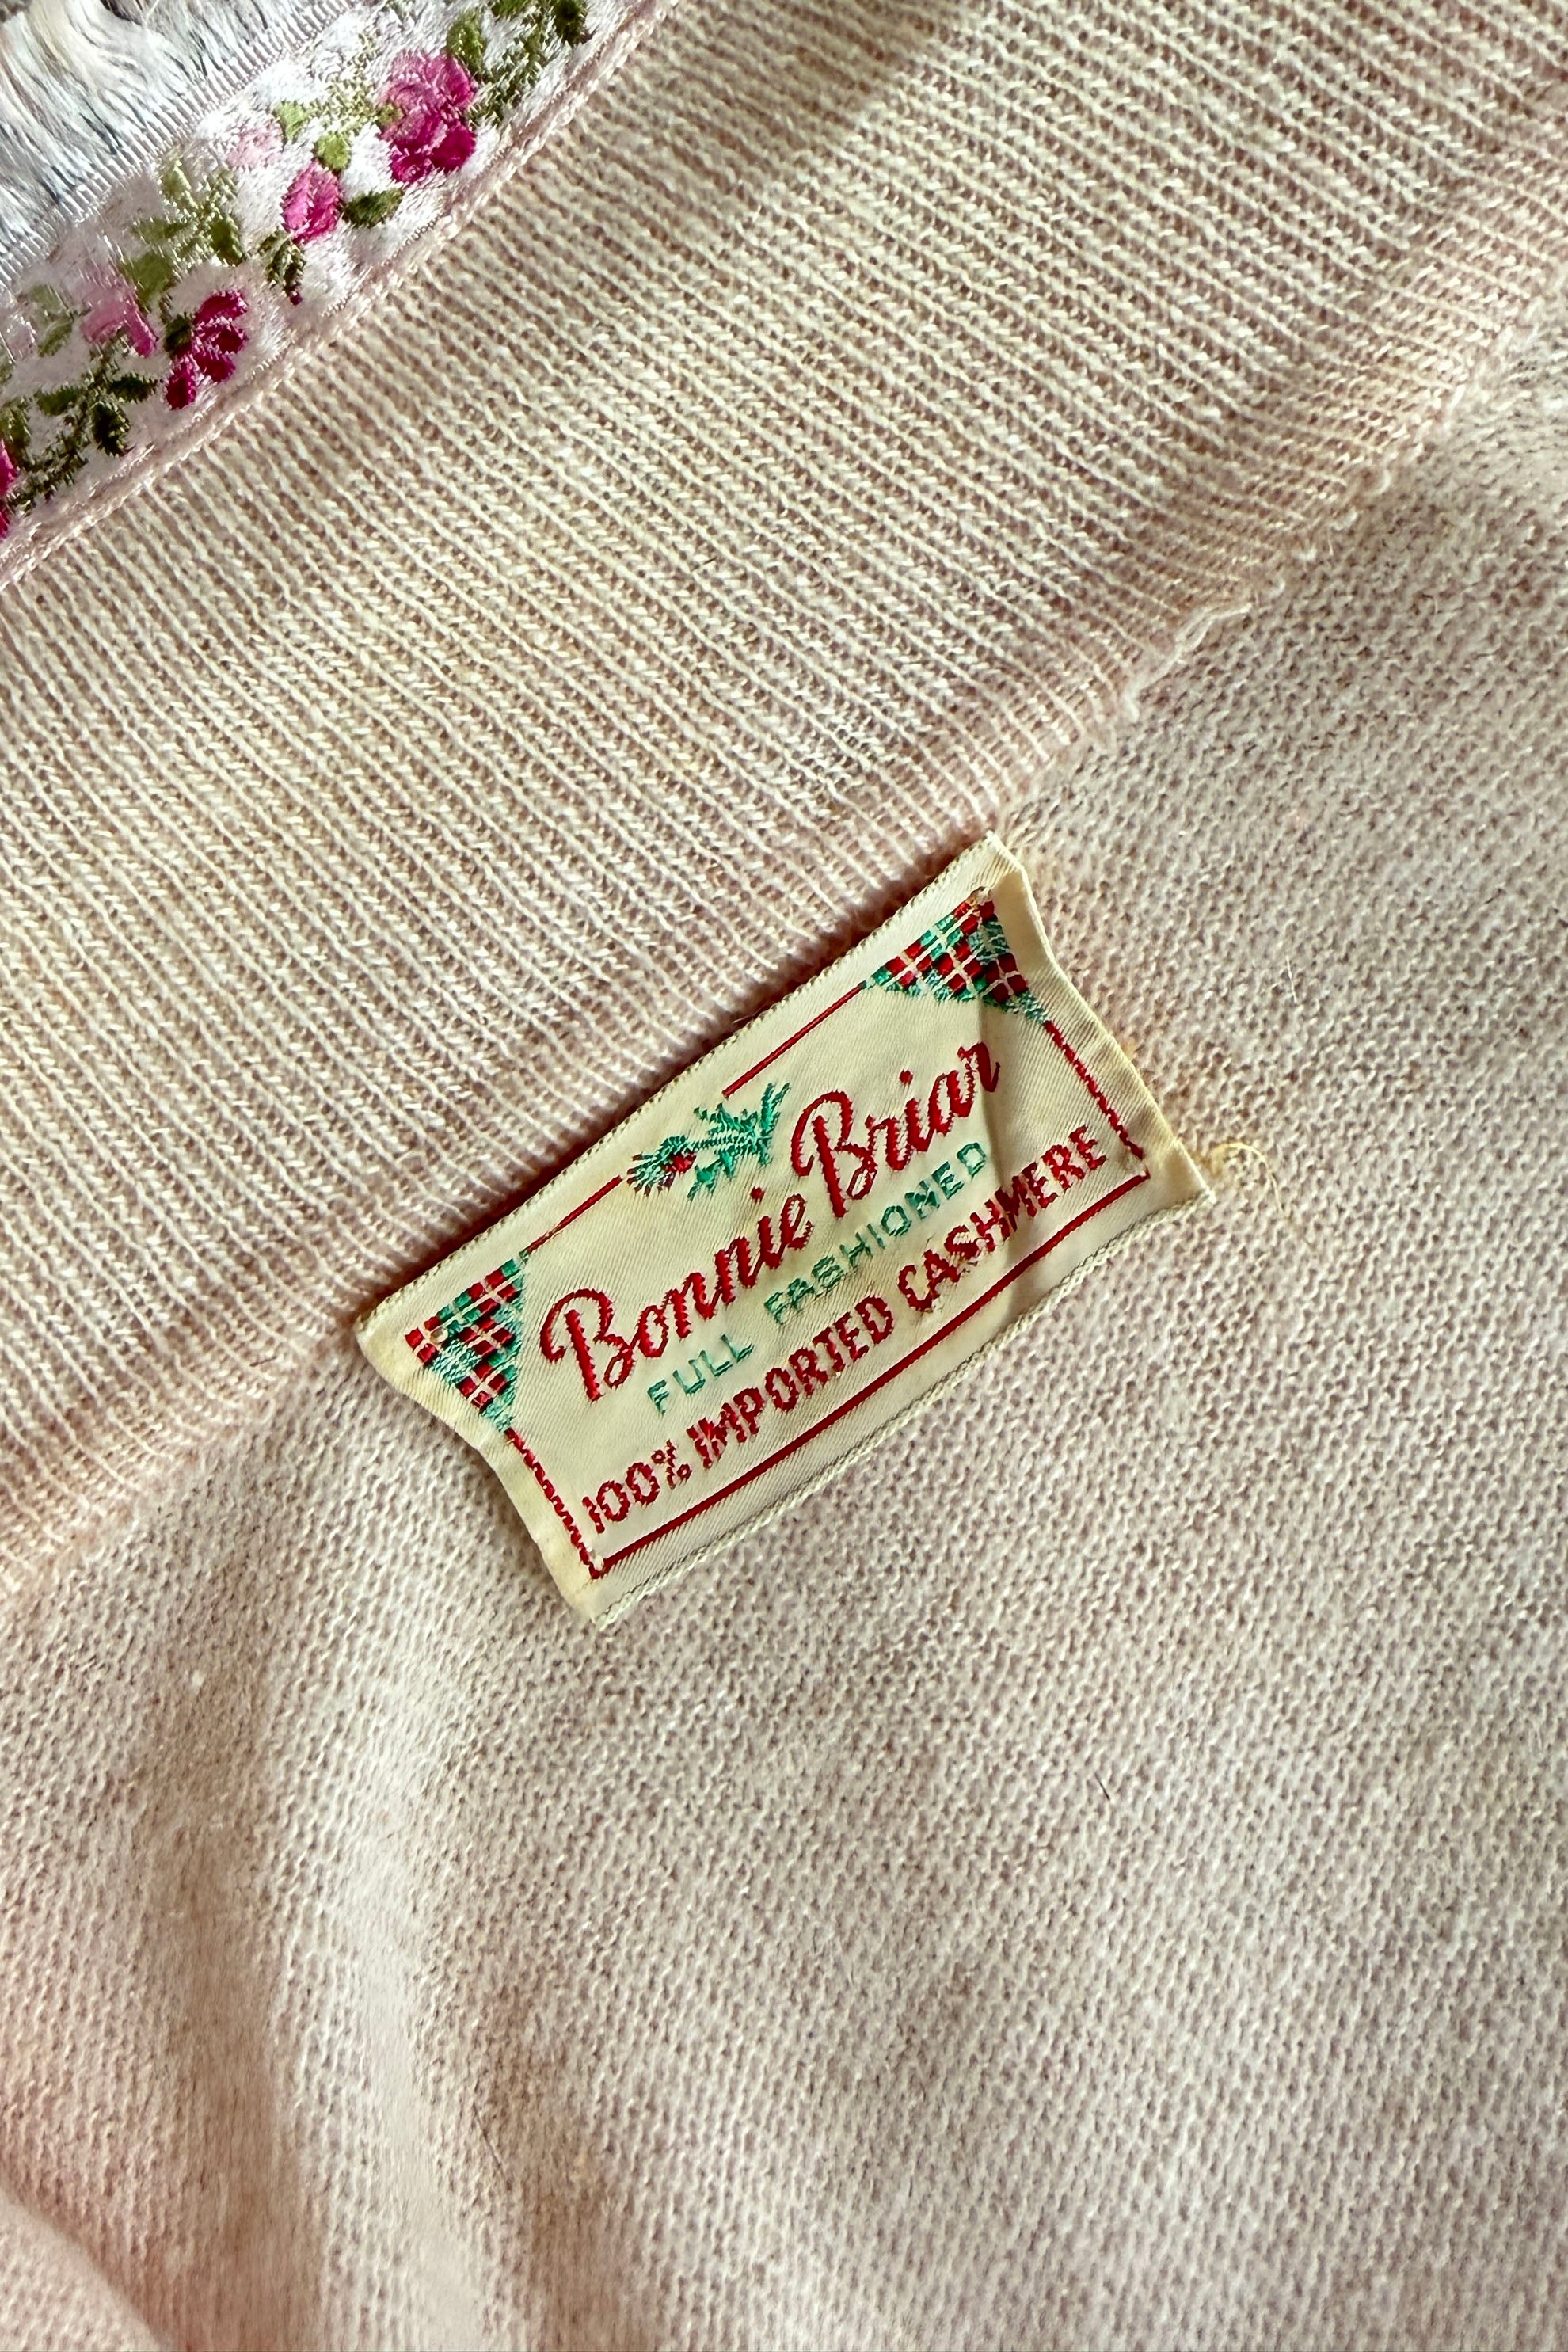 Bonnie Briar
FULL FASHIONED
100% IMPORTED CASHMERE